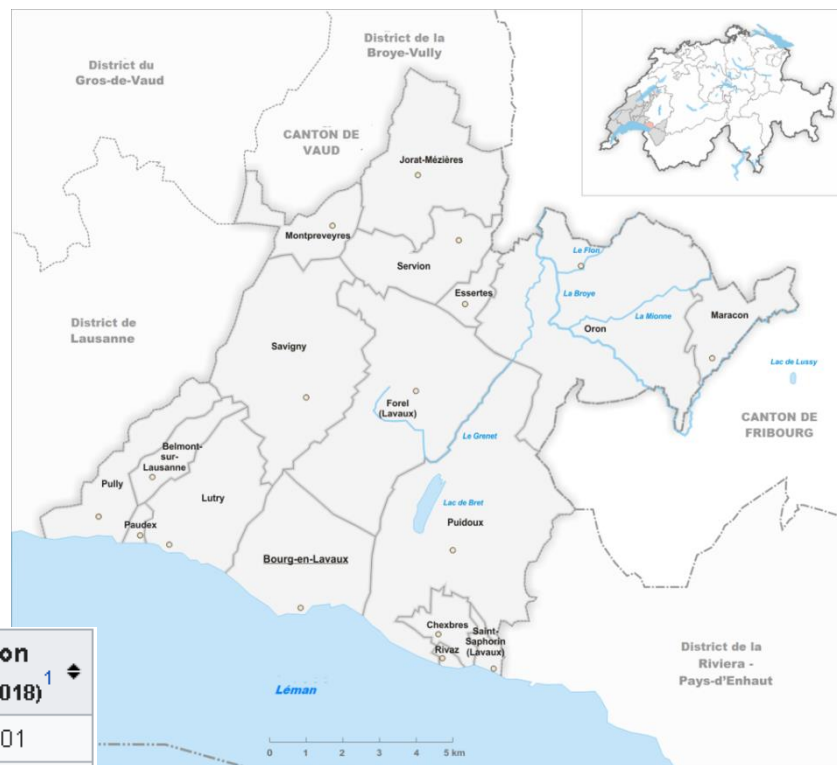 District de la
Broye-Vully
District du
Gros-de-Vaud
CANTON DE
VAUD
Jorat-Mézières
Montpreveyres
Servion
Le Flon
Essertes
La Broye
La Mionne
Maracon
Oron
District de
Lausanne
Savigny
Lac de Lussy
Forel
(Lavaux)
CANTON DE
FRIBOURG
Le Grenet
Belmont-
sur-
Lausanne
Pully
Lutry
Lac de Bret
Paudex
Puidoux
Bourg-en-Lavaux
Chexbres
Saint-
Saphorin
(Lavaux)
Rivaz
District de la
Riviera -
Pays-d'Enhaut
Léman
0 1 2 3 4 5 km
on
018) 1
01